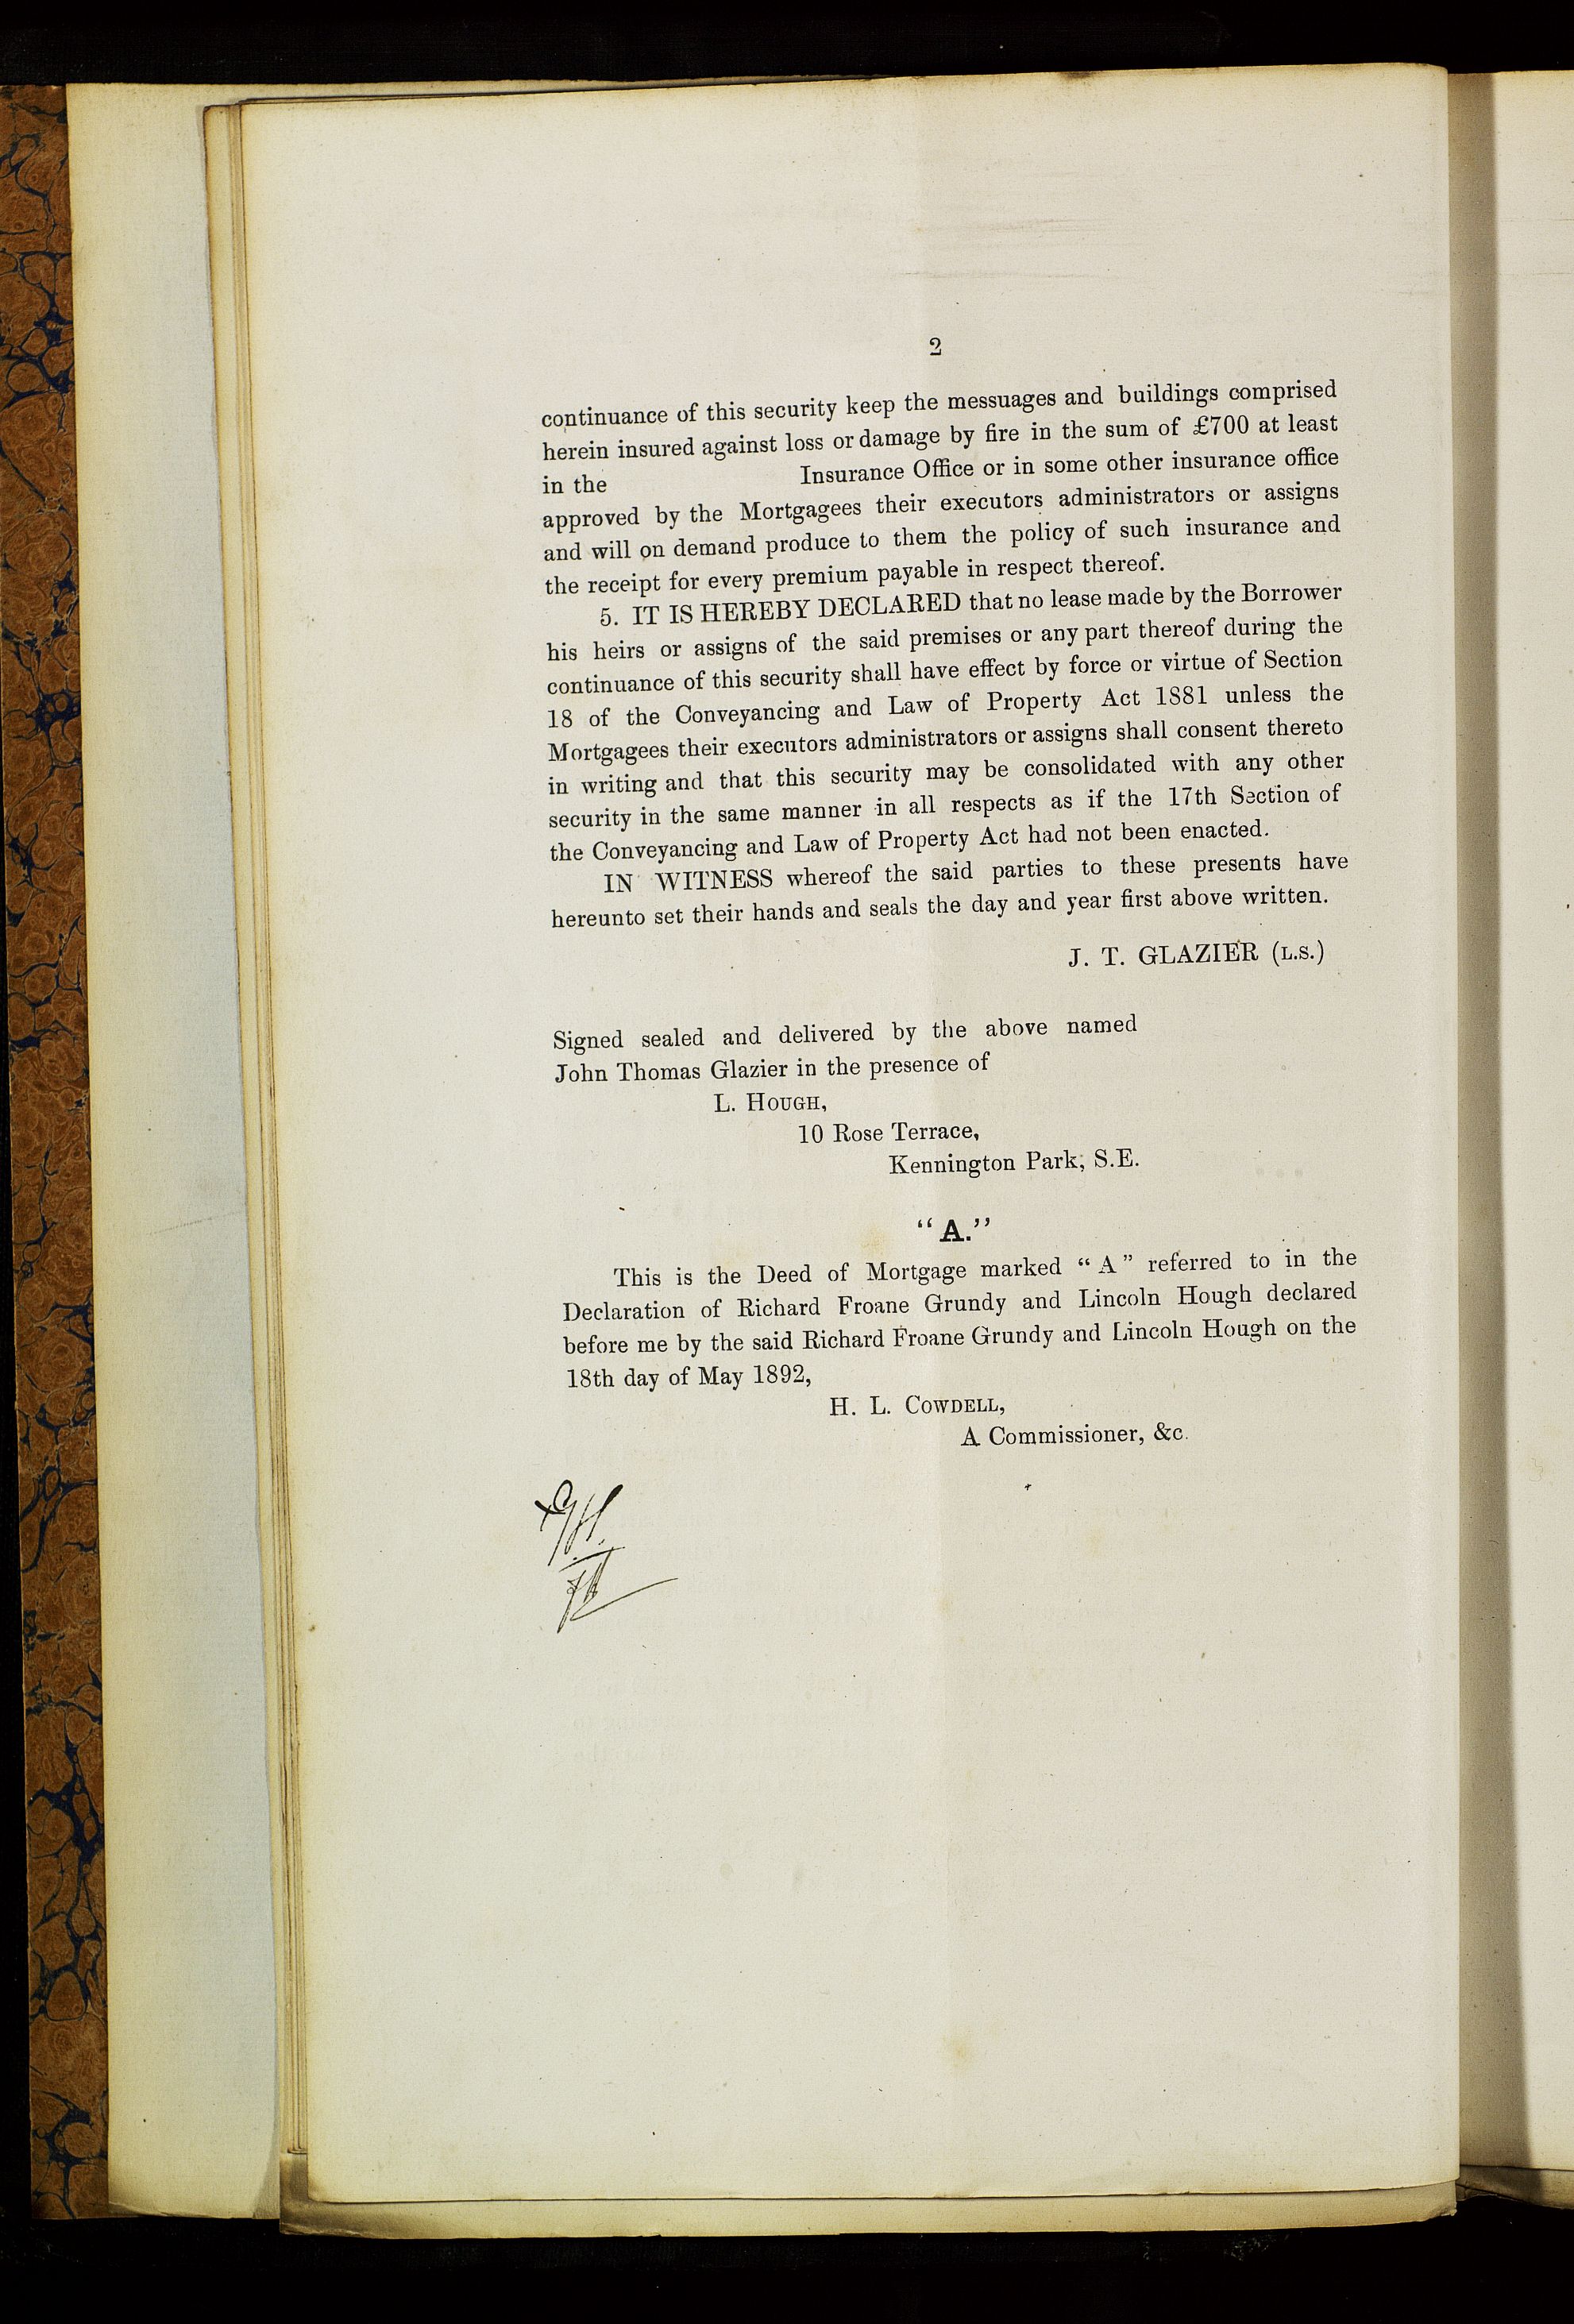 2
continuance of this security keep the messuages and buildings comprised
herein insured against loss or damage by fire in the sum of £700 at least
in the Insurance Office or in some other insurance office
approved by the Mortgagees their executors administrators or assigns
and will on demand produce to them the policy of such insurance and
the receipt for every premium payable in respect thereof.
5. IT IS HEREBY DECLARED that no lease made by the Borrower
his heirs or assigns of the said premises or any part thereof during the
continuance of this security shall have effect by force or virtue of Section
18 of the Conveyancing and Law of Property Act 1881 unless the
Mortgagees their executors administrators or assigns shall consent thereto
in writing and that this security may be consolidated with any other
security in the same manner in all respects as if the 17th Section of
the Conveyancing and Law of Property Act had not been enacted.
IN WITNESS whereof the said parties to these presents have
hereunto set their hands and seals the day and year first above written.
J. T. GLAZIER (L.S.)
Signed sealed and delivered by the above named
John Thomas Glazier in the presence of
L. HOUGH,
10 Rose Terrace,
Kennington Park, S.E.
“A.”
This is the Deed of Mortgage marked “A” referred to in the
Declaration of Richard Froane Grundy and Lincoln Hough declared
before me by the said Richard Froane Grundy and Lincoln Hough on the
18th day of May 1892,
H. L. COWDELL,
A Commissioner, &c.